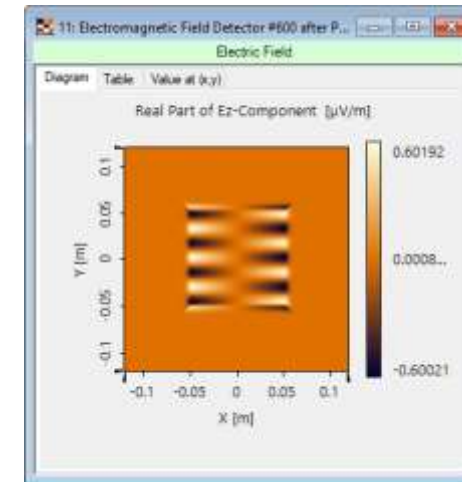 11: Electromagnetic Field Detector #600 after P...
Electric Field
Diagram Table Value at (x,y)
Real Part of Ez-Component [µV/m]
0.60192
0.0008...
-0.60021
Y [m]
0.1
0.05
0
-0.05
-0.1
-0.1 -0.05 0 0.05 0.1
X [m]